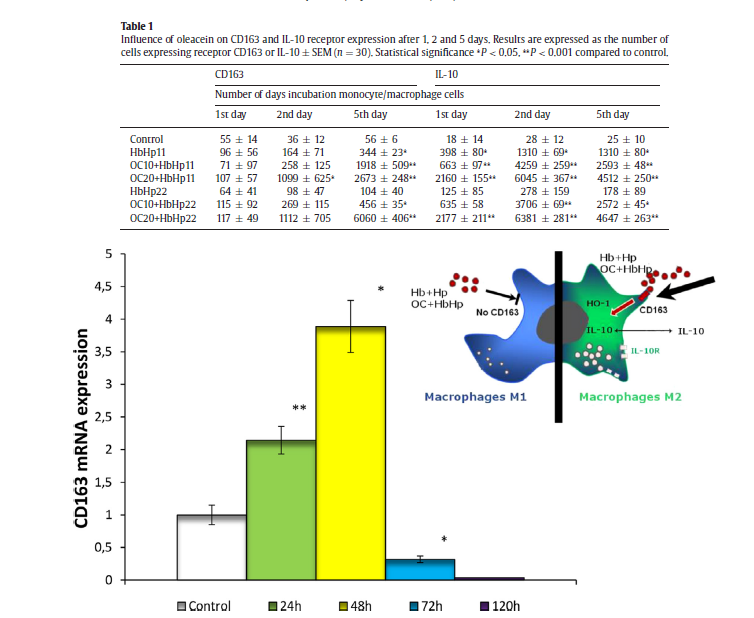 Table 1
Influence of oleacein on CD163 and IL-10 receptor expression after 1, 2 and 5 days. Results are expressed as the number of
cells expressing receptor CD163 or IL-10 ± SEM (n = 30). Statistical significance *P < 0.05, **P < 0.001 compared to control.
CD163 IL-10
Number of days incubation monocyte/macrophage cells
1st day 2nd day 5th day 1st day 2nd day 5th day
Control 55 ± 14 36 ± 12 56 ± 6 18 ± 14 28 ± 12 25 ± 10
HbHp11 96 ± 56 164 ± 71 344 ± 23* 398 ± 80* 1310 ± 69* 1310 ± 80*
OC10+HbHp11 71 ± 97 258 ± 125 1918 ± 509** 663 ± 97** 4259 ± 259** 2593 ± 48**
OC20+HbHp11 107 ± 57 1099 ± 625* 2673 ± 248** 2160 ± 155** 6045 ± 367** 4512 ± 250**
HbHp22 64 ± 41 98 ± 47 104 ± 40 125 ± 85 278 ± 159 178 ± 89
OC10+HbHp22 115 ± 92 269 ± 115 456 ± 35* 635 ± 58 3706 ± 69** 2572 ± 45*
OC20+HbHp22 117 ± 49 1112 ± 705 6060 ± 406** 2177 ± 211** 6381 ± 281** 4647 ± 263**
CD163 mRNA expression
5
4,5
4
3,5
3
2,5
2
1,5
1
0,5
0
**
*
*
Control 24h 48h 72h 120h
Hb+Hp
OC+HbHp
No CD163
Hb+Hp
OC+HbHp
HO-1
CD163
IL-10
IL-10
IL-10R
Macrophages M1
Macrophages M2